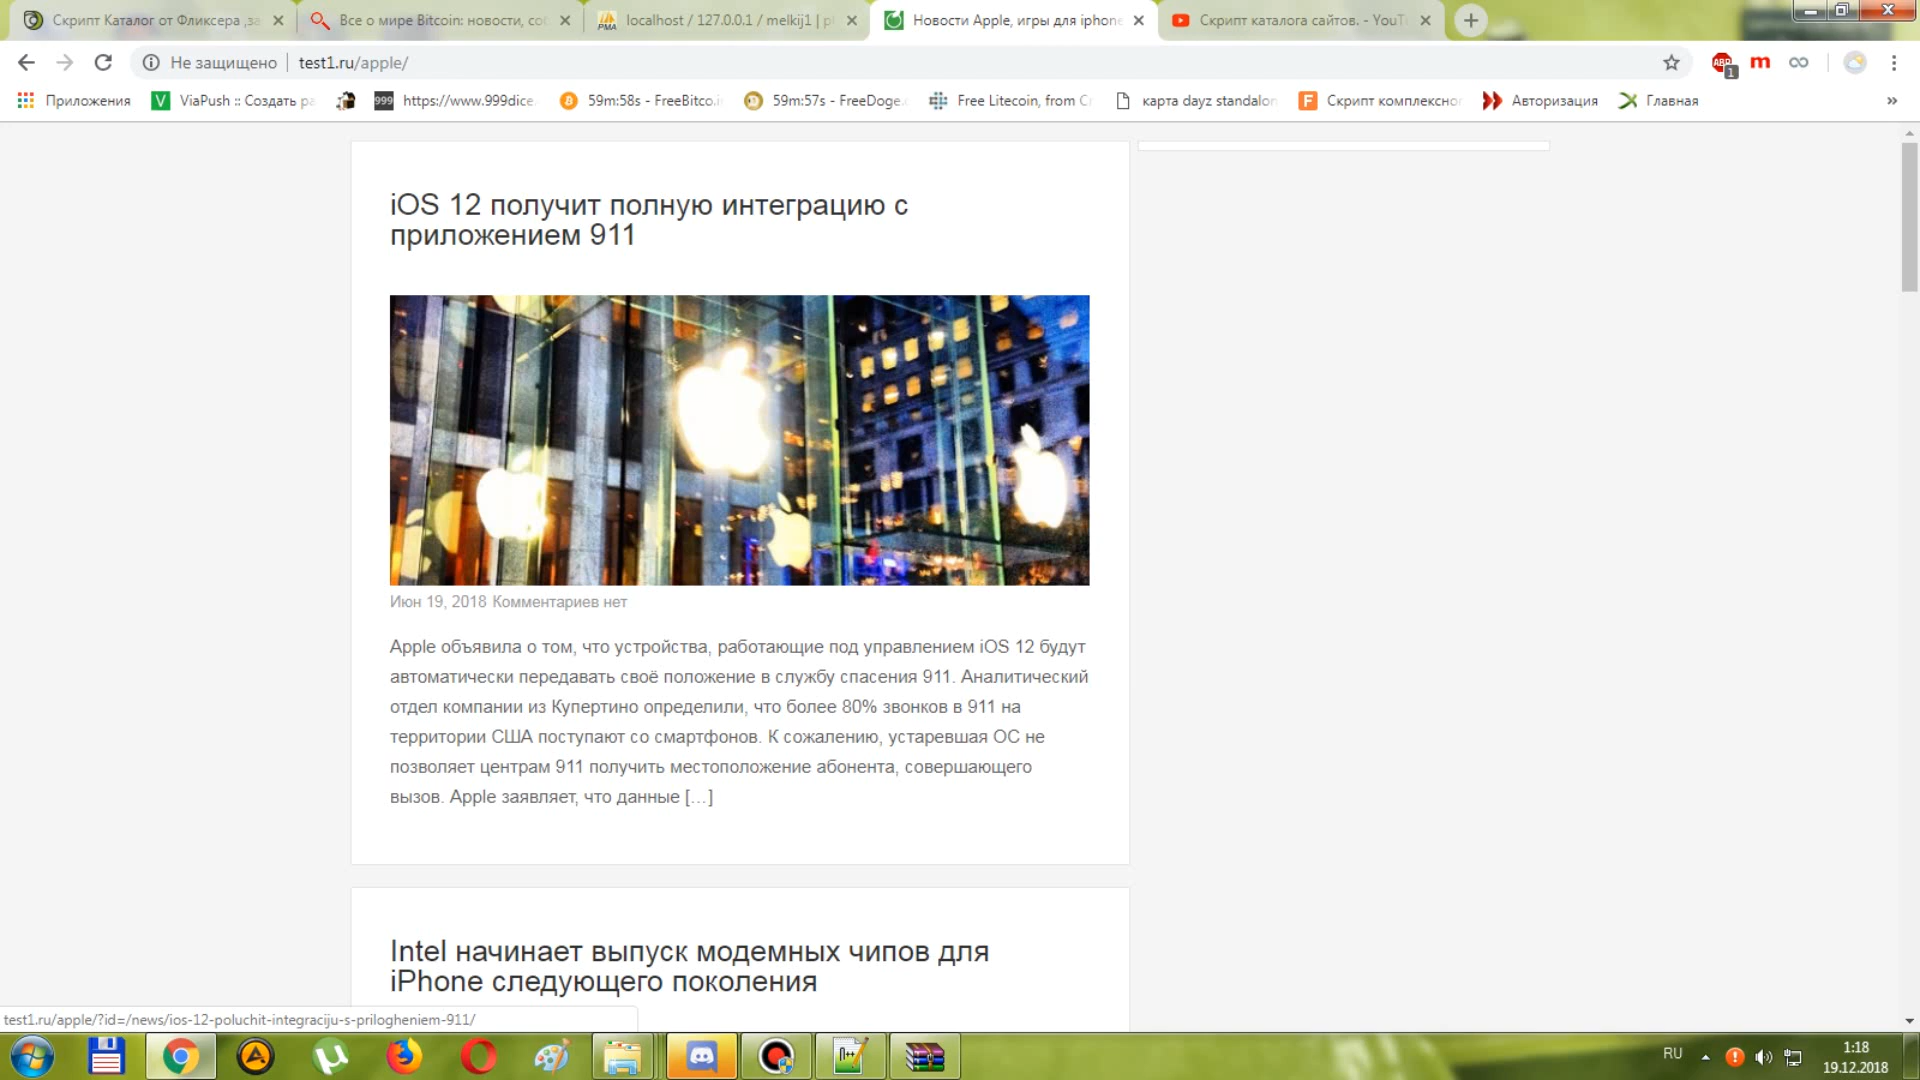 Скрипт Каталог от Фликсера ,за
Все о мире Bitcoin: новости, со
localhost / 127.0.0.1 / melkij1 | p
Новости Apple, игры для iphone
Скрипт каталога сайтов. - YouT
Не защищено
test1.ru/apple/
ABP
1
m
Приложения
V
ViaPush :: Создать ра
999
https://www.999dice.
59m:58s - FreeBitco.i
59m:57s - FreeDoge.
Free Litecoin, from C
карта dayz standalon
F
Скрипт комплексног
Авторизация
Главная
»
iOS 12 получит полную интеграцию с
приложением 911
Июн 19, 2018 Комментариев нет
Apple объявила о том, что устройства, работающие под управлением iOS 12 будут
автоматически передавать своё положение в службу спасения 911. Аналитический
отдел компании из Купертино определили, что более 80% звонков в 911 на
территории США поступают со смартфонов. К сожалению, устаревшая ОС не
позволяет центрам 911 получить местоположение абонента, совершающего
вызов. Apple заявляет, что данные […]
Intel начинает выпуск модемных чипов для
iPhone следующего поколения
test1.ru/apple/?id=/news/ios-12-poluchit-integraciju-s-prilogheniem-911/
RU
1:18
19.12.2018